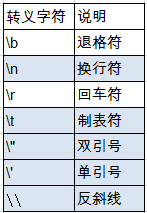 转义字符 说明
\b 退格符
\n 换行符
\r 回车符
\t 制表符
\" 双引号
\' 单引号
\\ 反斜线